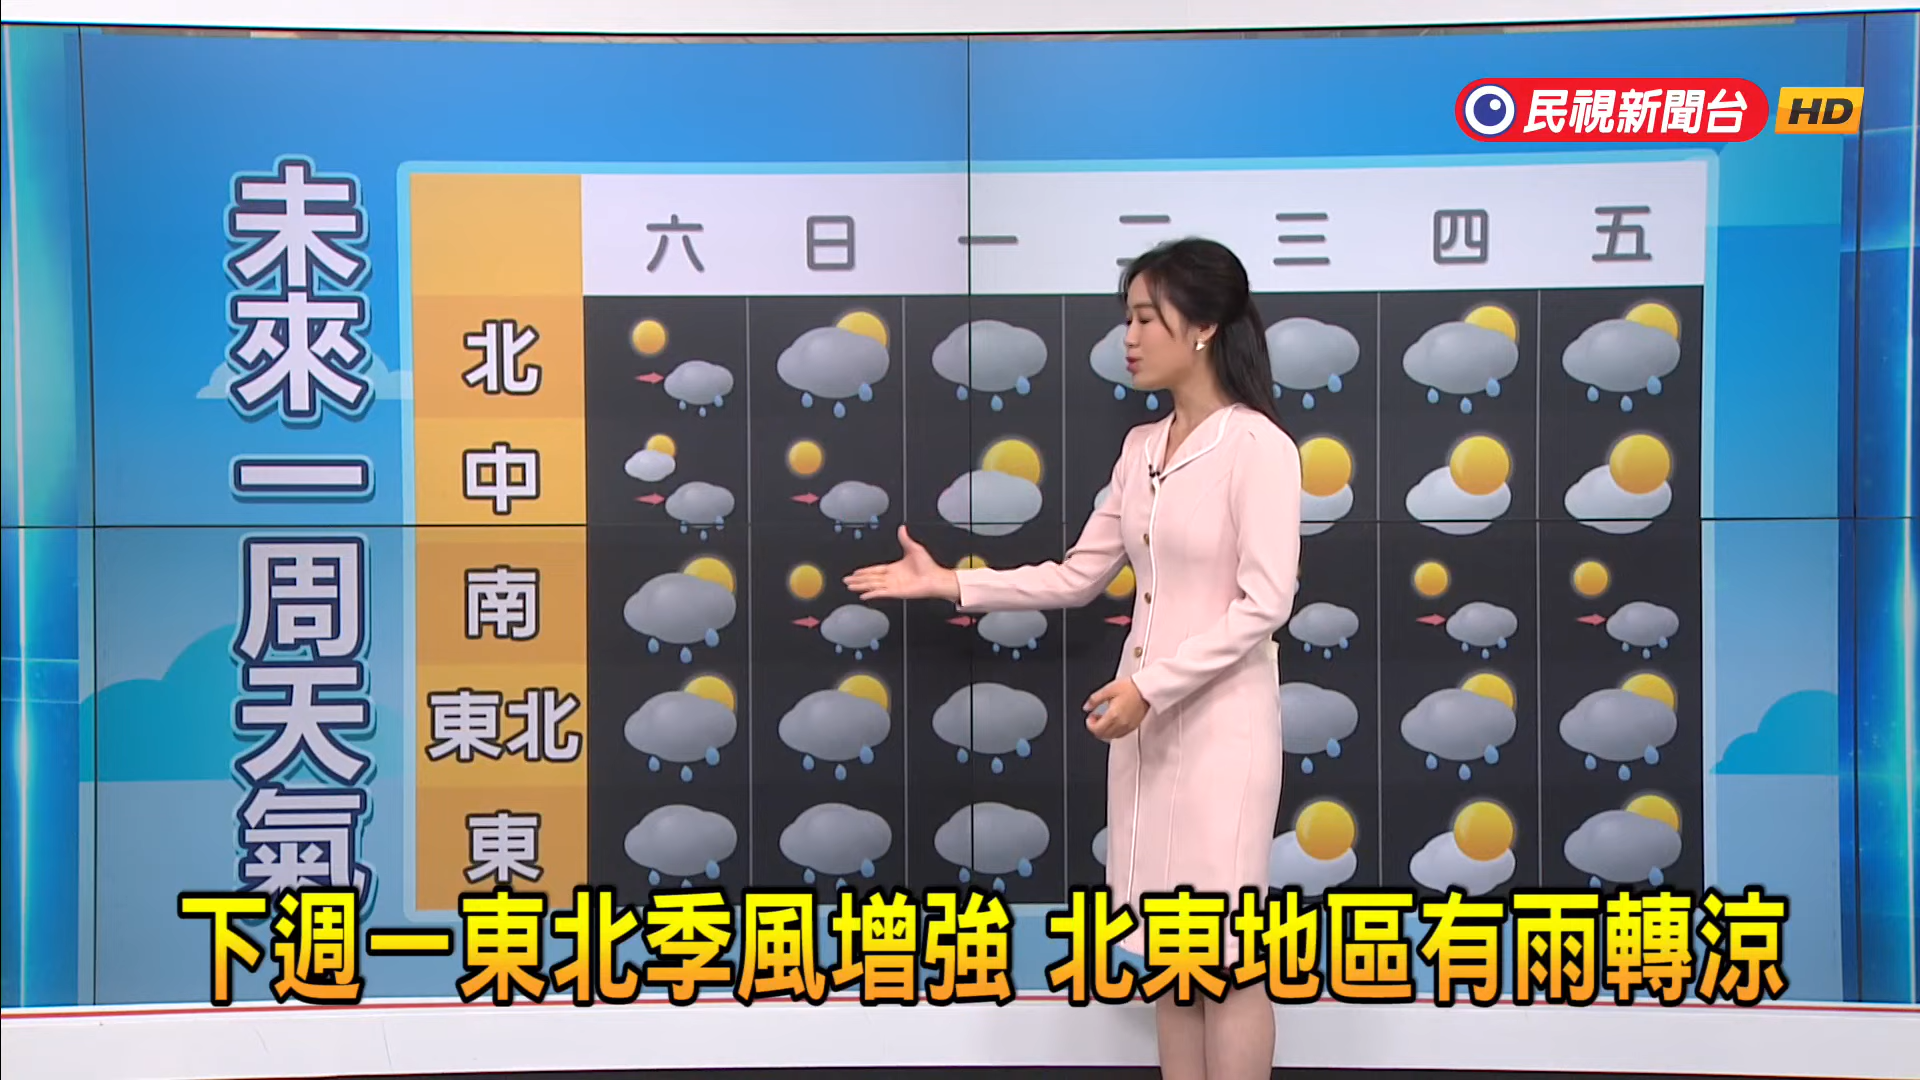 民視新聞台 HD
未來一周天氣
六 日 一 二 三 四 五
北
中
南
東北
東
下週一東北季風增強 北東地區有雨轉涼